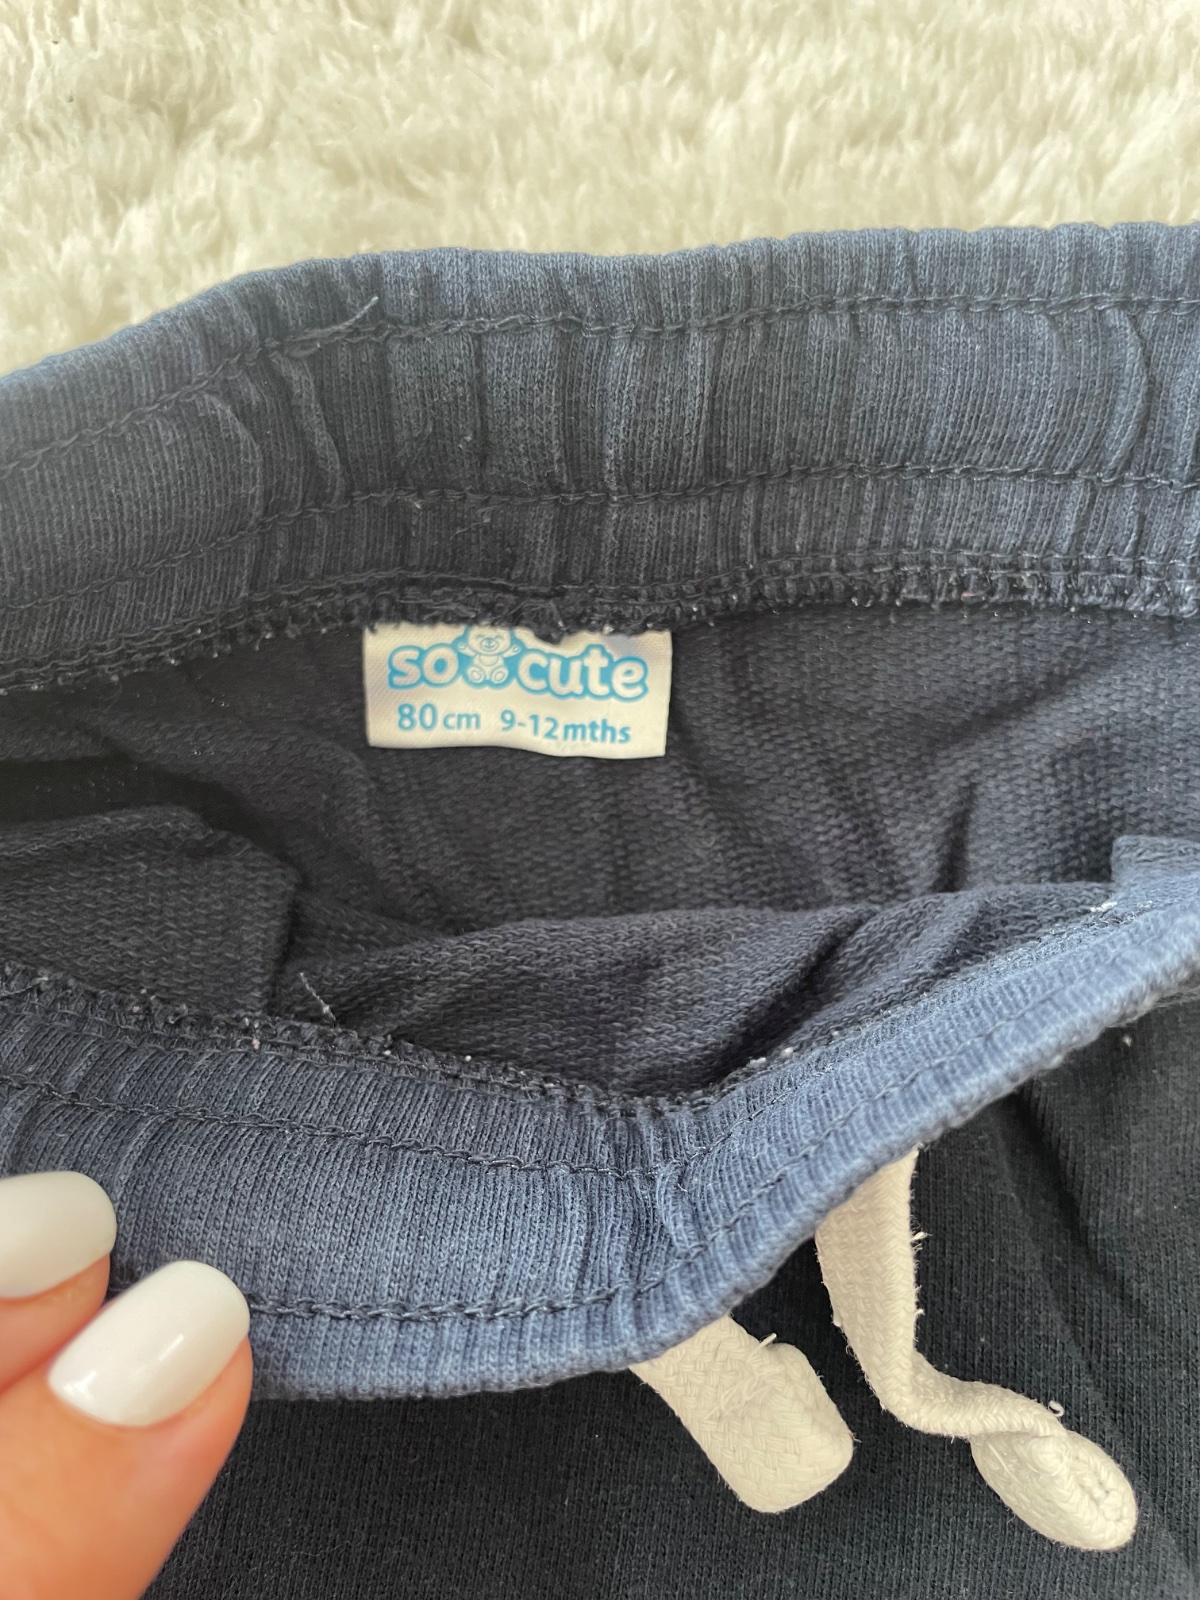 so cute
80cm 9-12mths